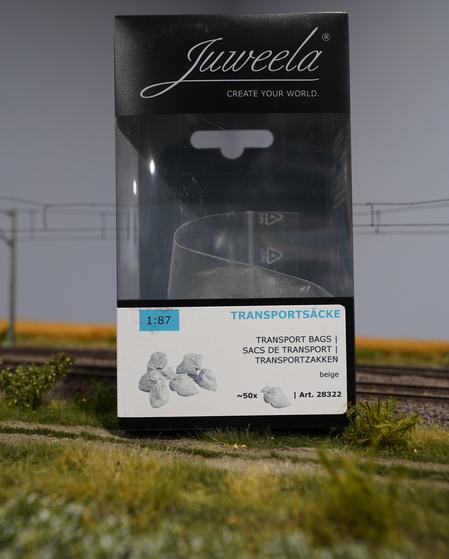 Juweela®
CREATE YOUR WORLD.
1:87
TRANSPORTSÄCKE
TRANSPORT BAGS |
SACS DE TRANSPORT |
TRANSPORTZAKKEN
beige
~50x | Art. 28322